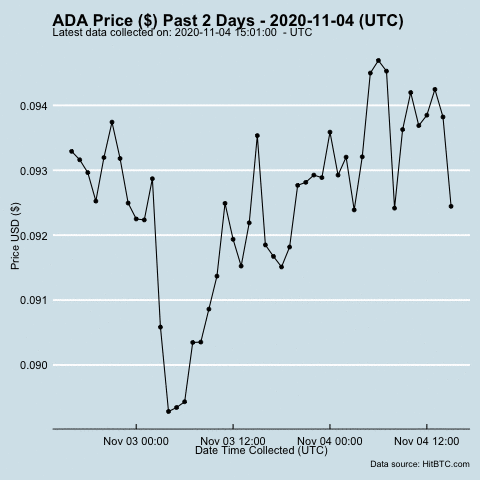 ADA Price ($) Past 2 Days - 2020-11-04 (UTC)
Latest data collected on: 2020-11-04 15:01:00 - UTC
0.094
0.093
0.092
0.091
0.090
Price USD ($)
Nov 03 00:00 Nov 03 12:00 Nov 04 00:00 Nov 04 12:00
Date Time Collected (UTC)
Data source: HitBTC.com